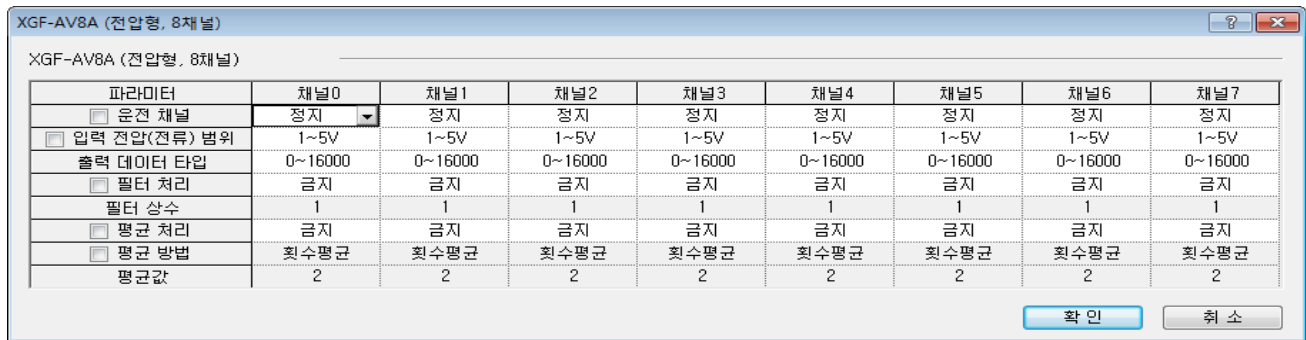 XGF-AV8A (전압형, 8채널)
XGF-AV8A (전압형, 8채널)
파라미터 채널0 채널1 채널2 채널3 채널4 채널5 채널6 채널7
운전 채널 정지 정지 정지 정지 정지 정지 정지 정지
입력 전압(전류) 범위 1~5V 1~5V 1~5V 1~5V 1~5V 1~5V 1~5V 1~5V
출력 데이터 타입 0~16000 0~16000 0~16000 0~16000 0~16000 0~16000 0~16000 0~16000
필터 처리 금지 금지 금지 금지 금지 금지 금지 금지
필터 상수 1 1 1 1 1 1 1 1
평균 처리 금지 금지 금지 금지 금지 금지 금지 금지
평균 방법 횟수평균 횟수평균 횟수평균 횟수평균 횟수평균 횟수평균 횟수평균 횟수평균
평균값 2 2 2 2 2 2 2 2
확인 취소